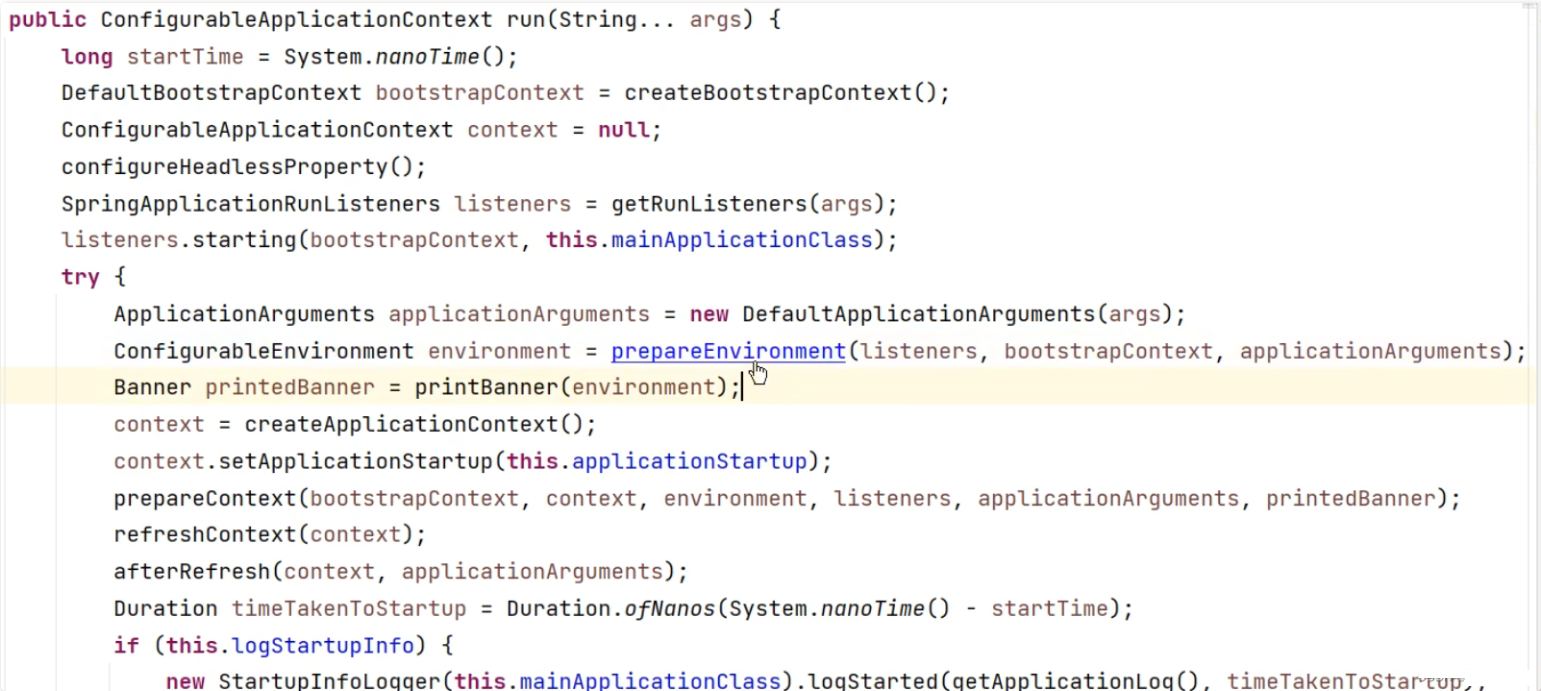 public ConfigurableApplicationContext run(String... args) {
long startTime = System.nanoTime();
DefaultBootstrapContext bootstrapContext = createBootstrapContext();
ConfigurableApplicationContext context = null;
configureHeadlessProperty();
SpringApplicationRunListeners listeners = getRunListeners(args);
listeners.starting(bootstrapContext, this.mainApplicationClass);
try {
ApplicationArguments applicationArguments = new DefaultApplicationArguments(args);
ConfigurableEnvironment environment = prepareEnvironment(listeners, bootstrapContext, applicationArguments);
Banner printedBanner = printBanner(environment);
context = createApplicationContext();
context.setApplicationStartup(this.applicationStartup);
prepareContext(bootstrapContext, context, environment, listeners, applicationArguments, printedBanner);
refreshContext(context);
afterRefresh(context, applicationArguments);
Duration timeTakenToStartup = Duration.ofNanos(System.nanoTime() - startTime);
if (this.logStartupInfo) {
new StartupInfoLogger(this.mainApplicationClass).logStarted(getApplicationLog(), timeTakenToStartup,